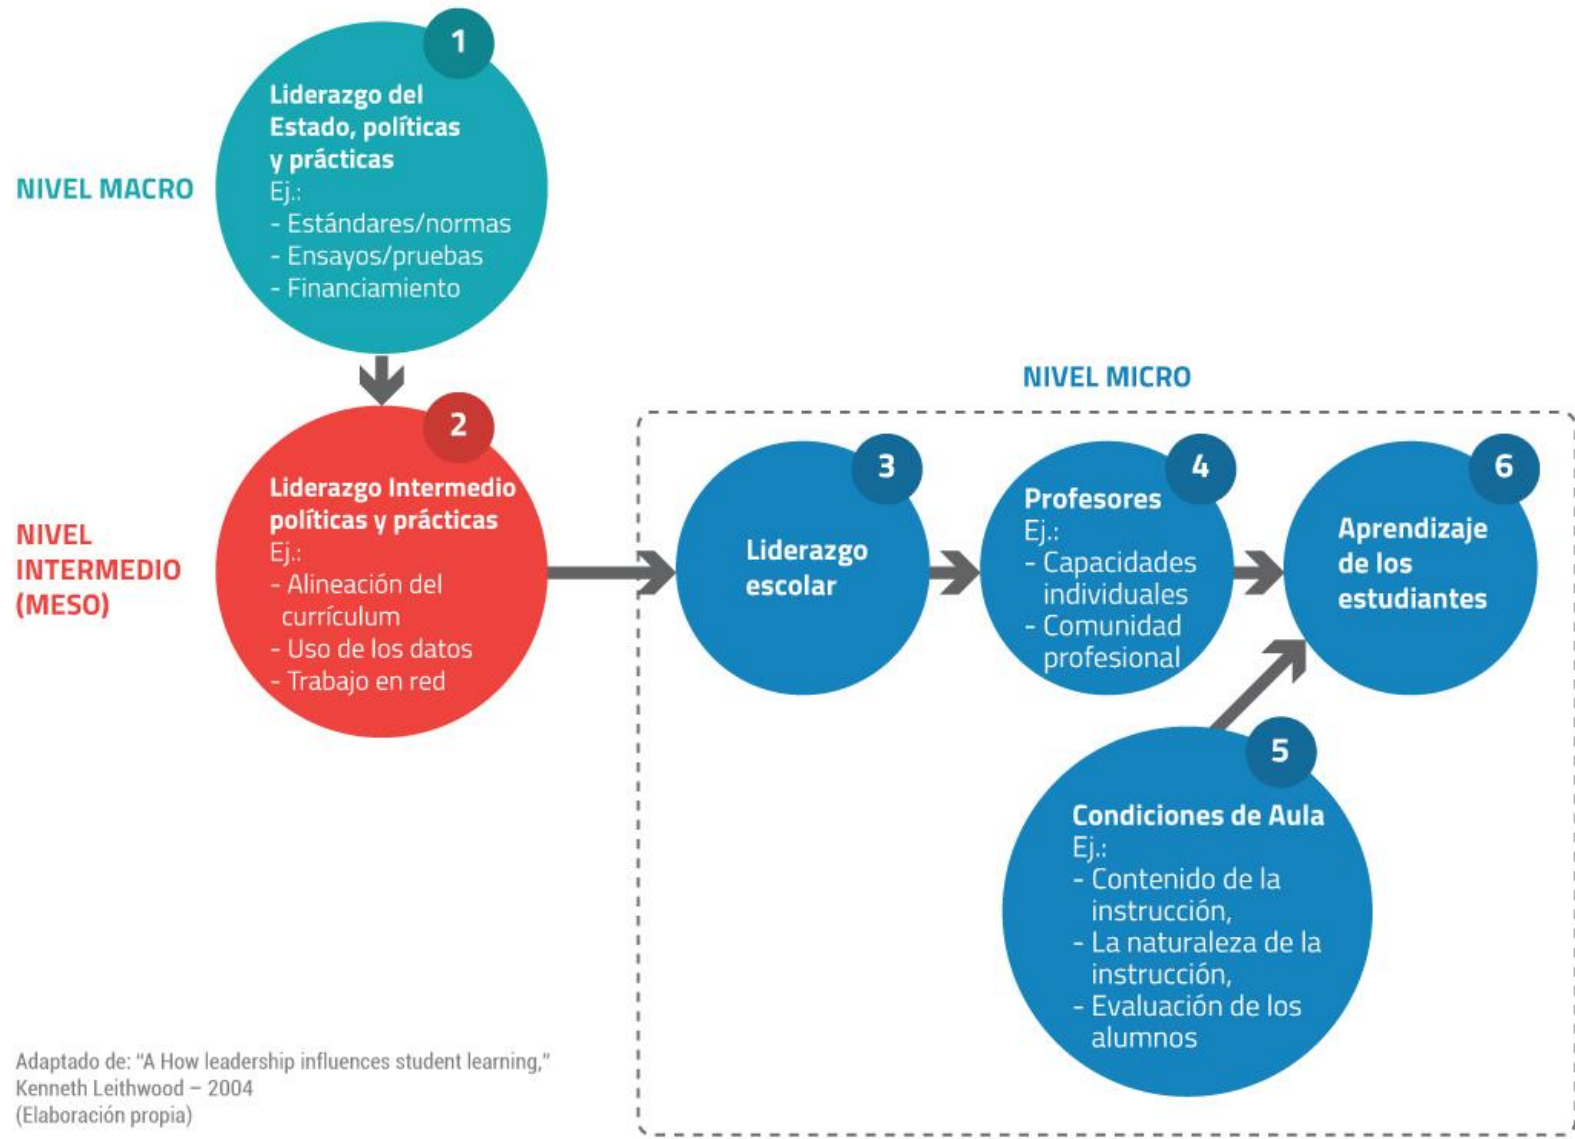 1
Liderazgo del
Estado, políticas
y prácticas
Ej.:
- Estándares/normas
- Ensayos/pruebas
- Financiamiento
NIVEL MACRO
2
Liderazgo Intermedio
políticas y prácticas
Ej.:
- Alineación del
currículum
- Uso de los datos
- Trabajo en red
NIVEL
INTERMEDIO
(MESO)
NIVEL MICRO
3
Liderazgo
escolar
4
Profesores
Ej.:
- Capacidades
individuales
- Comunidad
profesional
6
Aprendizaje
de los
estudiantes
5
Condiciones de Aula
Ej.:
- Contenido de la
instrucción,
- La naturaleza de la
instrucción,
- Evaluación de los
alumnos
Adaptado de: "A How leadership influences student learning,"
Kenneth Leithwood – 2004
(Elaboración propia)